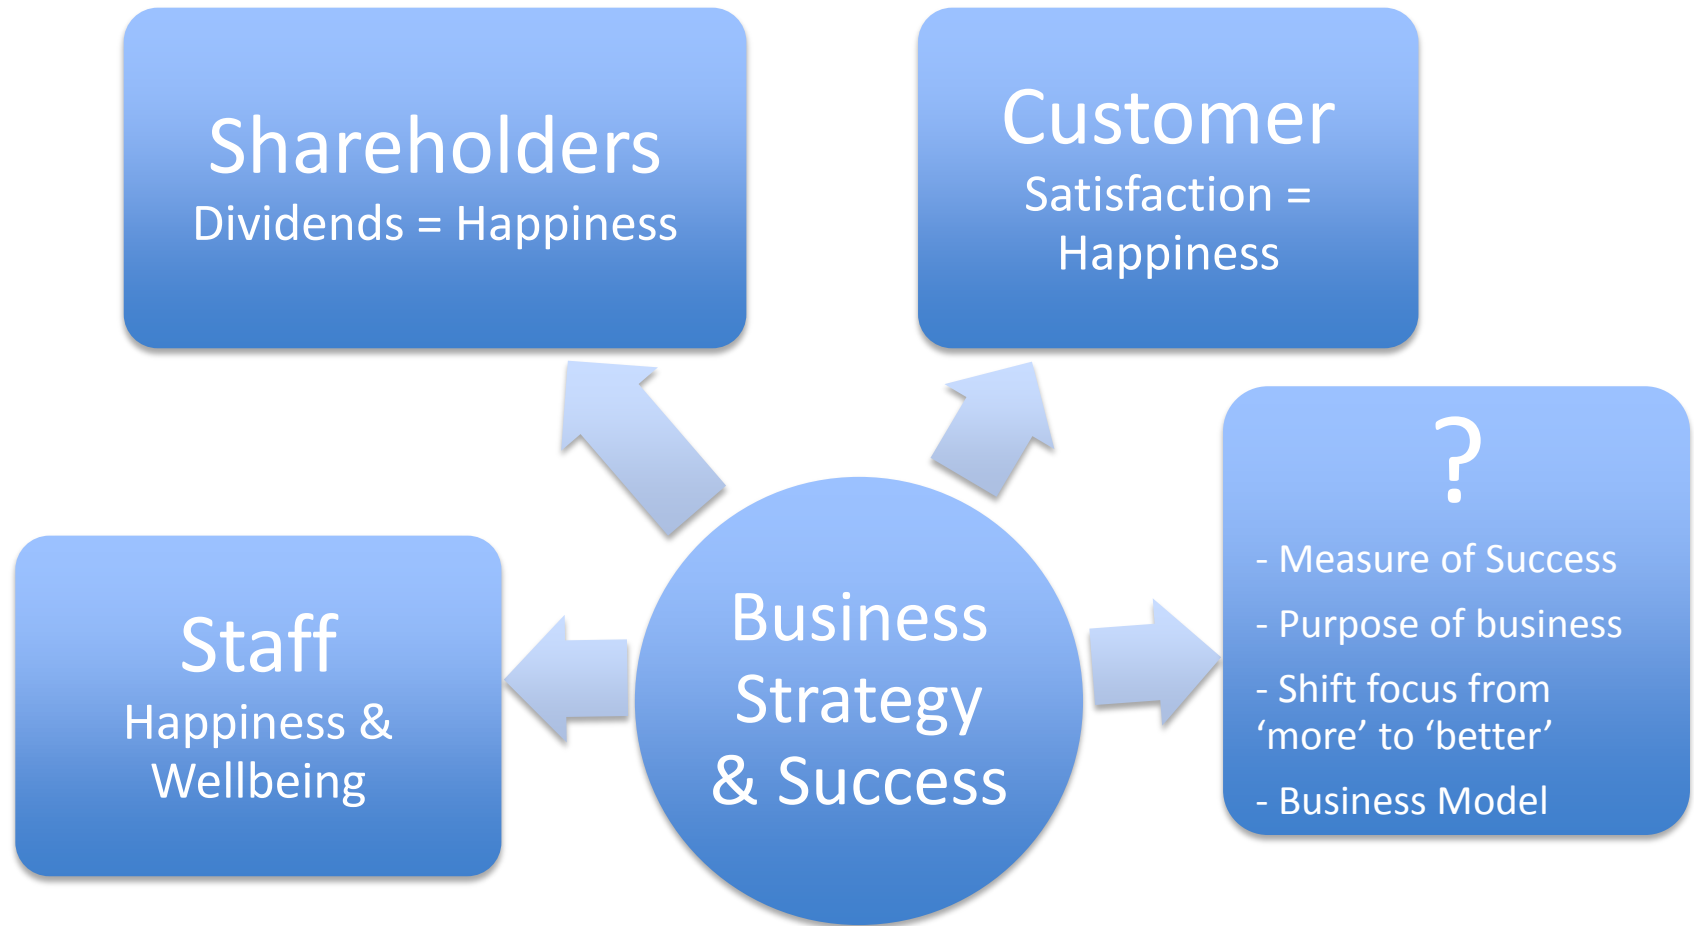 Shareholders
Dividends = Happiness
Customer
Satisfaction =
Happiness
Staff
Happiness &
Wellbeing
Business
Strategy
& Success
?
- Measure of Success
- Purpose of business
- Shift focus from
‘more’ to ‘better’
- Business Model